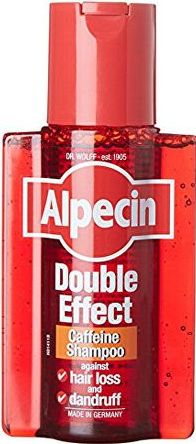 DR. WOLFF - est. 1905
Alpecin
Double
Effect
Caffeine
Shampoo
against
✓ hair loss
and
✓ dandruff
MADE IN GERMANY